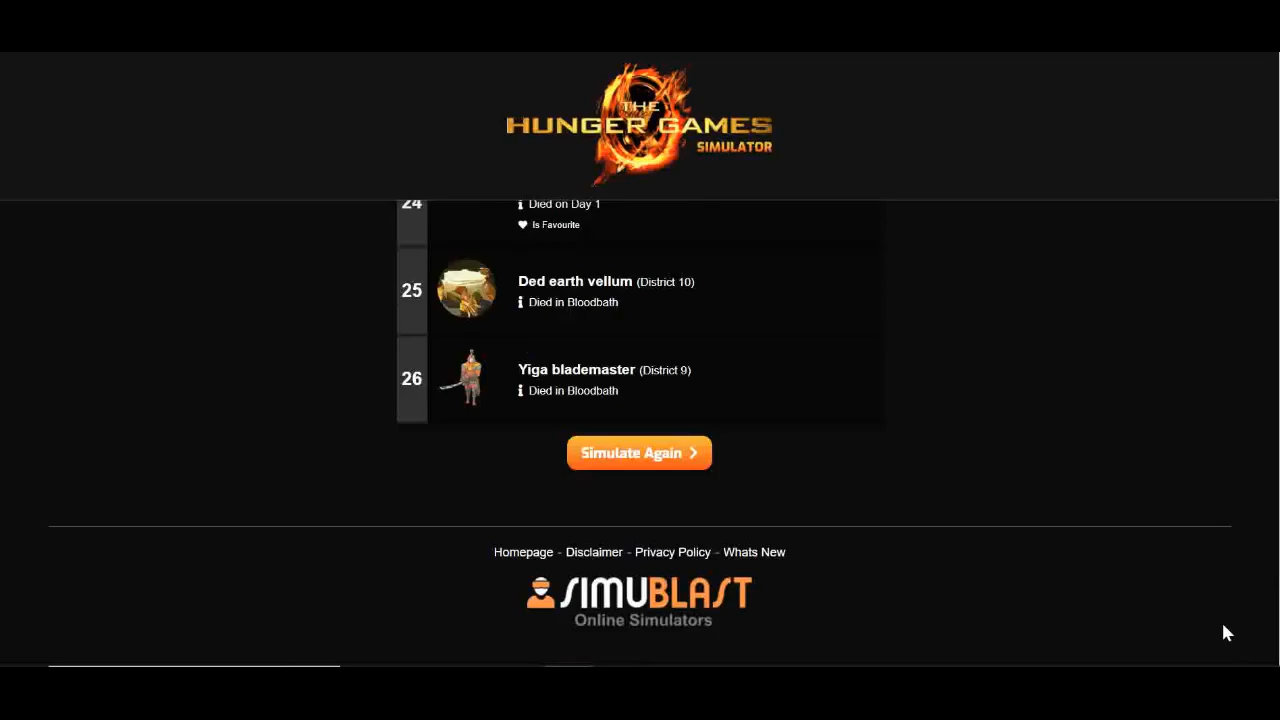 THE
HUNGER GAMES
SIMULATOR
24
Died on Day 1
Is Favourite
25
Ded earth vellum (District 10)
Died in Bloodbath
26
Yiga blademaster (District 9)
Died in Bloodbath
Simulate Again
Homepage - Disclaimer - Privacy Policy - Whats New
SIMUBLAST
Online Simulators